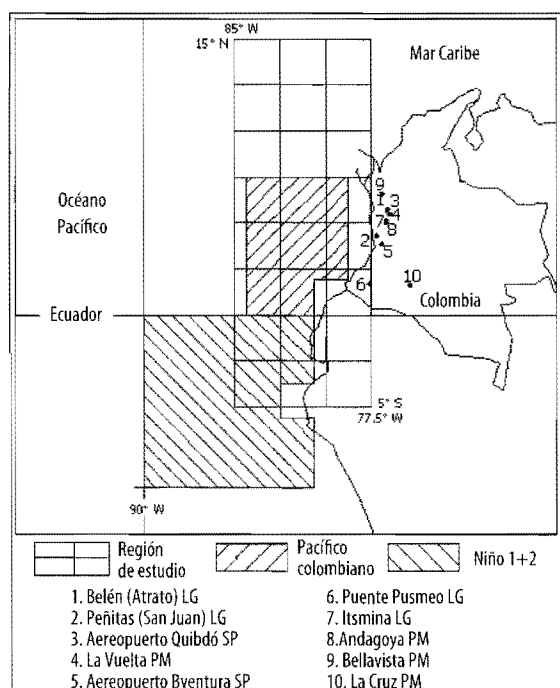 85° W
15° N
Mar Caribe
Océano
Pacífico
9
1
3
4
7
8
2
5
6
10
Colombia
Ecuador
5° S
77.5° W
90° W
Región
de estudio
Pacífico
colombiano
Niño 1+2
1. Belén (Atrato) LG
2. Peñitas (San Juan) LG
3. Aereopuerto Quibdó SP
4. La Vuelta PM
5. Aereopuerto Bventura SP
6. Puente Pusmeo LG
7. Itsmina LG
8.Andagoya PM
9. Bellavista PM
10. La Cruz PM